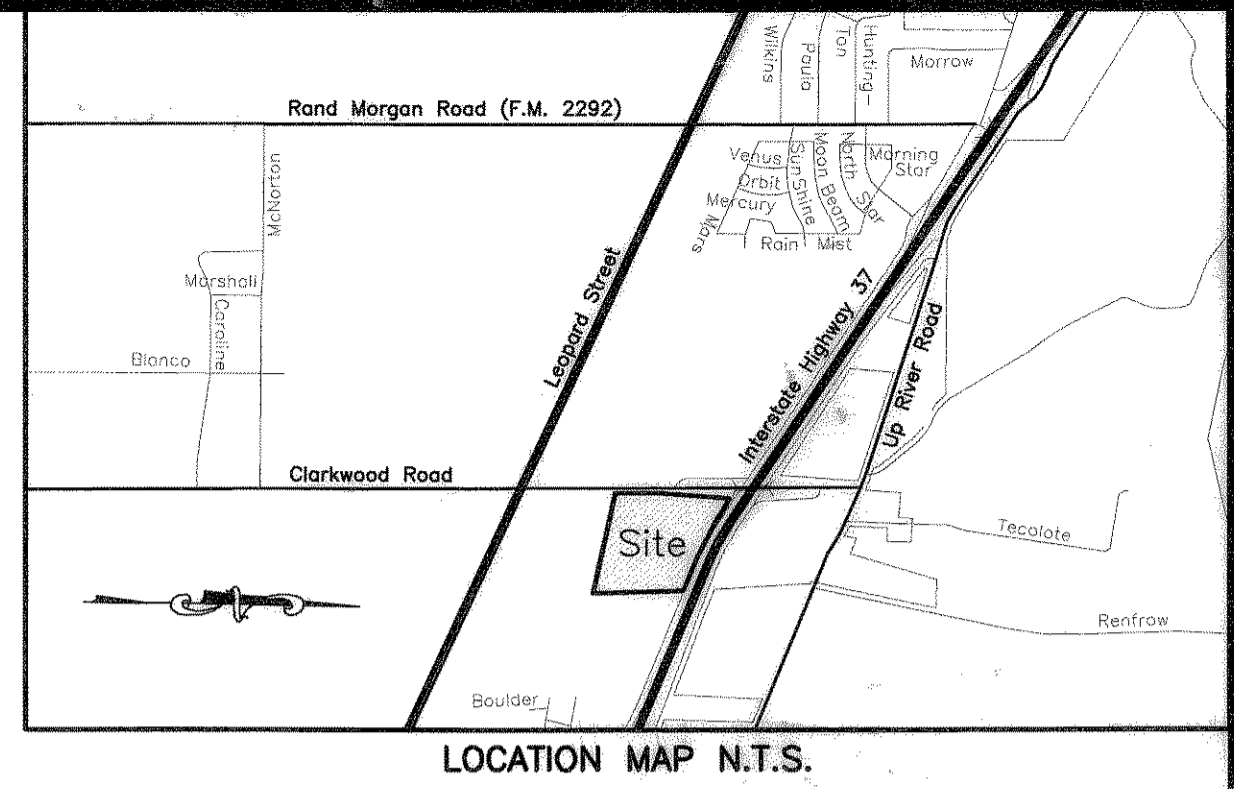 Wilkins
Paula
Ton
Hunting-
Morrow
Rand Morgan Road (F.M. 2292)
McNorton
Venus
Orbit
Mercury
Mars
Sun Shine
Moon Beam
North Star
Morning
Star
Rain
Mist
Marshall
Caroline
Blanco
Leopard Street
Interstate Highway 37
Up River Road
Clarkwood Road
Site
Tecolote
Renfrow
Boulder
LOCATION MAP N.T.S.